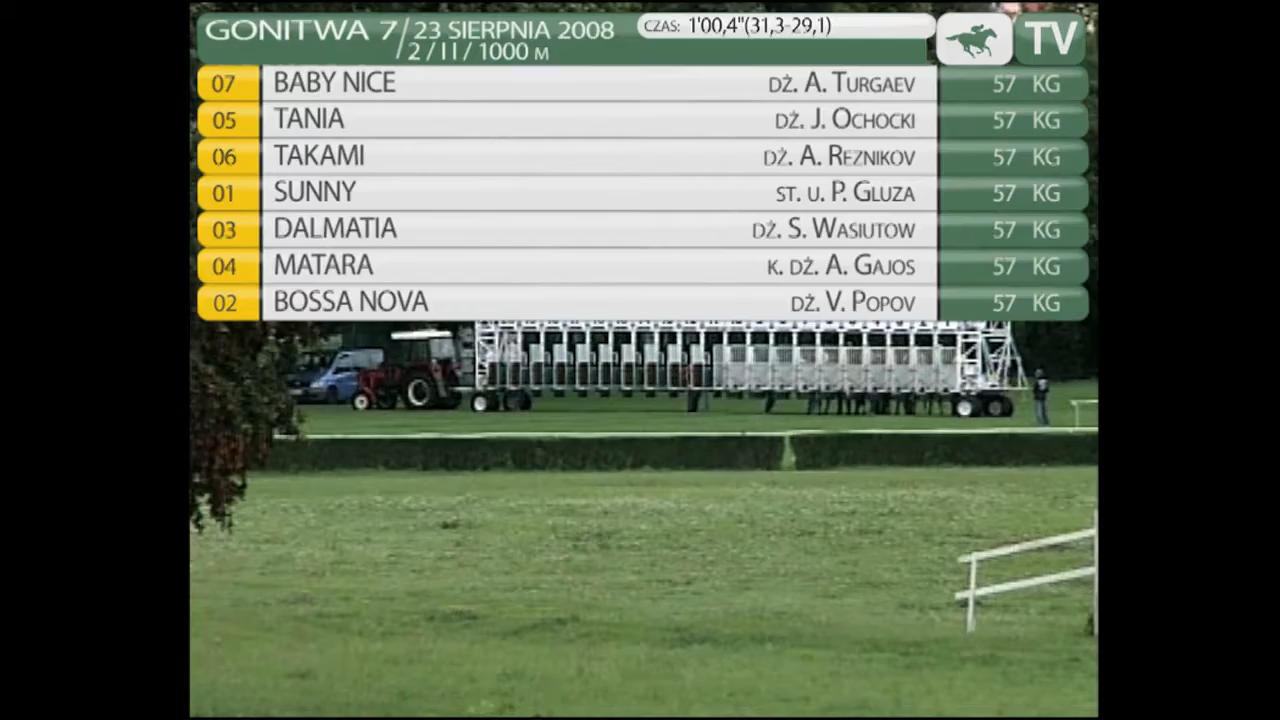 GONITWA 7/23 SIERPNIA 2008
2/II/1000 M
CZAS: 1'00,4"(31,3-29,1)
TV
07 BABY NICE DŻ. A. TURGAEV 57 KG
05 TANIA DŻ. J. OCHOCKI 57 KG
06 TAKAMI DŻ. A. REZNIKOV 57 KG
01 SUNNY ST. U. P. GLUZA 57 KG
03 DALMATIA DŻ. S. WASIUTOW 57 KG
04 MATARA K. DŻ. A. GAJOS 57 KG
02 BOSSA NOVA DŻ. V. POPOV 57 KG